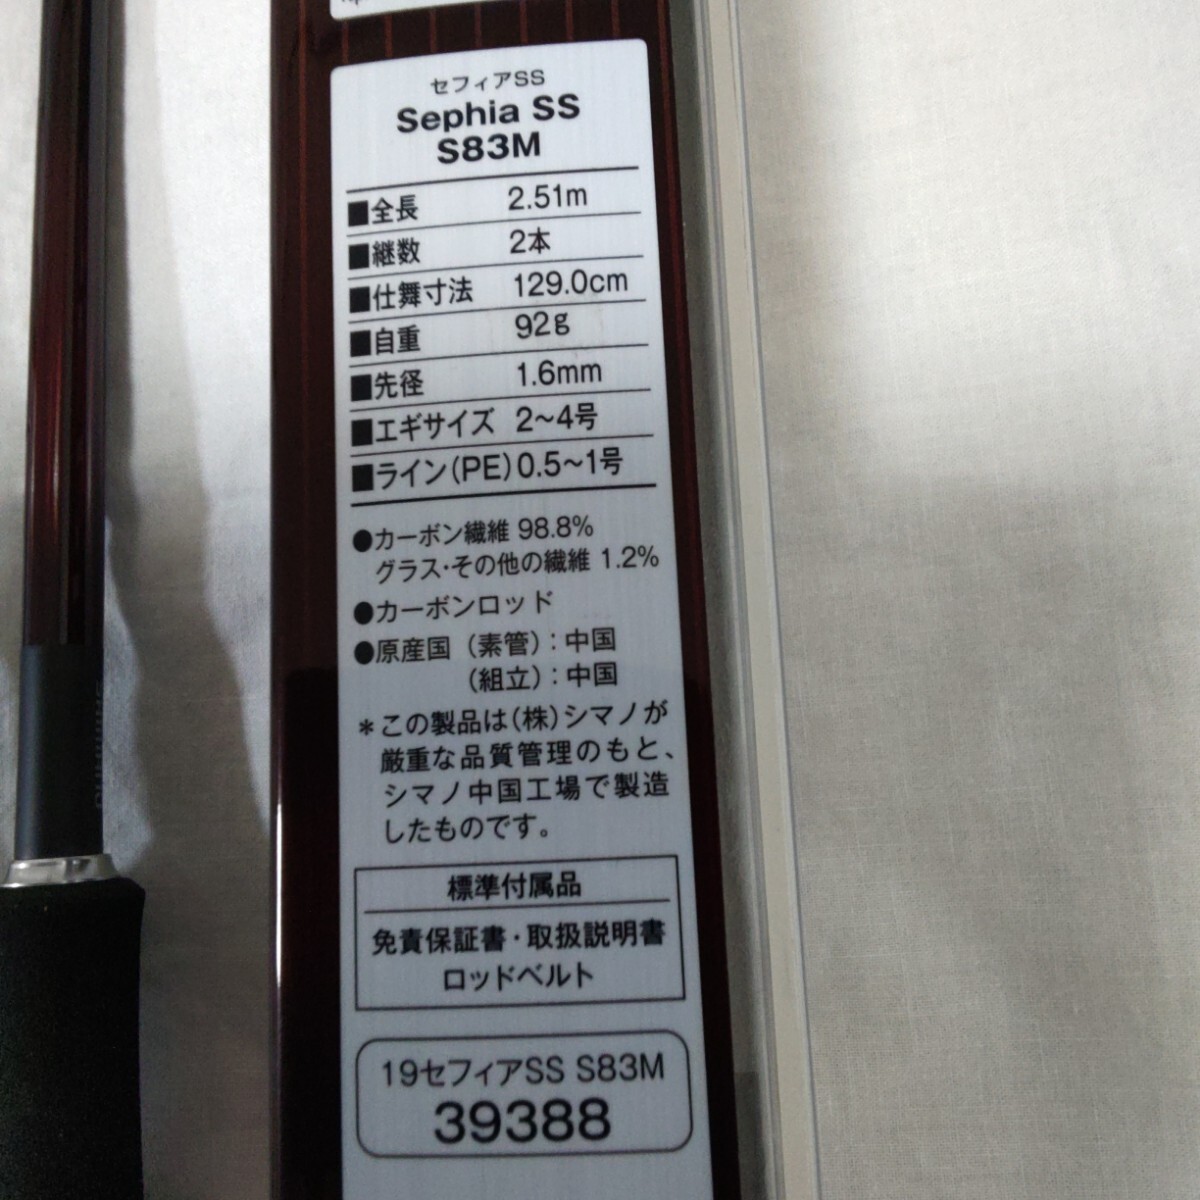 セフィアSS
Sephia SS
S83M
■全長 2.51m
■継数 2本
■仕舞寸法 129.0cm
■自重 92g
■先径 1.6mm
■エギサイズ 2～4号
■ライン(PE) 0.5～1号
●カーボン繊維 98.8%
グラス・その他の繊維 1.2%
●カーボンロッド
●原産国（素管）：中国
（組立）：中国
＊この製品は（株）シマノが
厳重な品質管理のもと、
シマノ中国工場で製造
したものです。
標準付属品
免責保証書・取扱説明書
ロッドベルト
19セフィアSS S83M
39388
SHIMANO